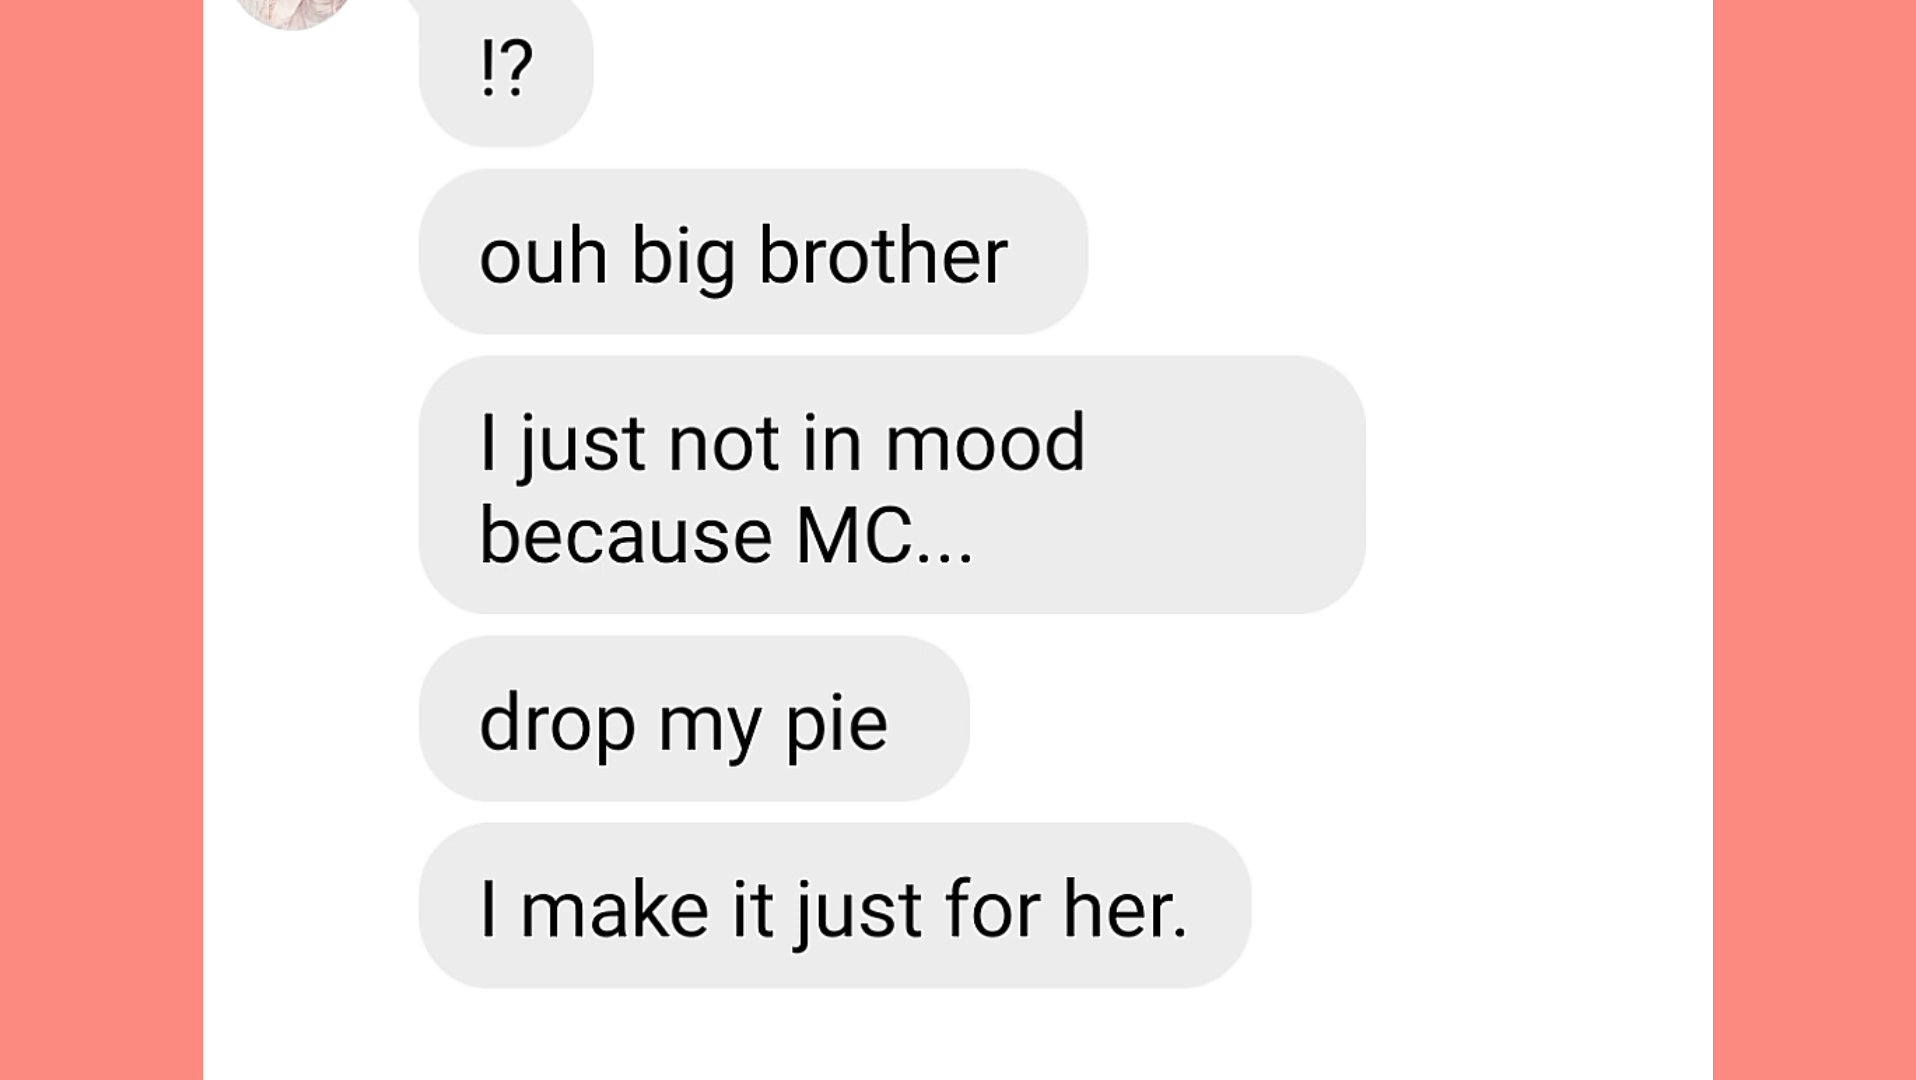 !?
ouh big brother
I just not in mood
because MC...
drop my pie
I make it just for her.